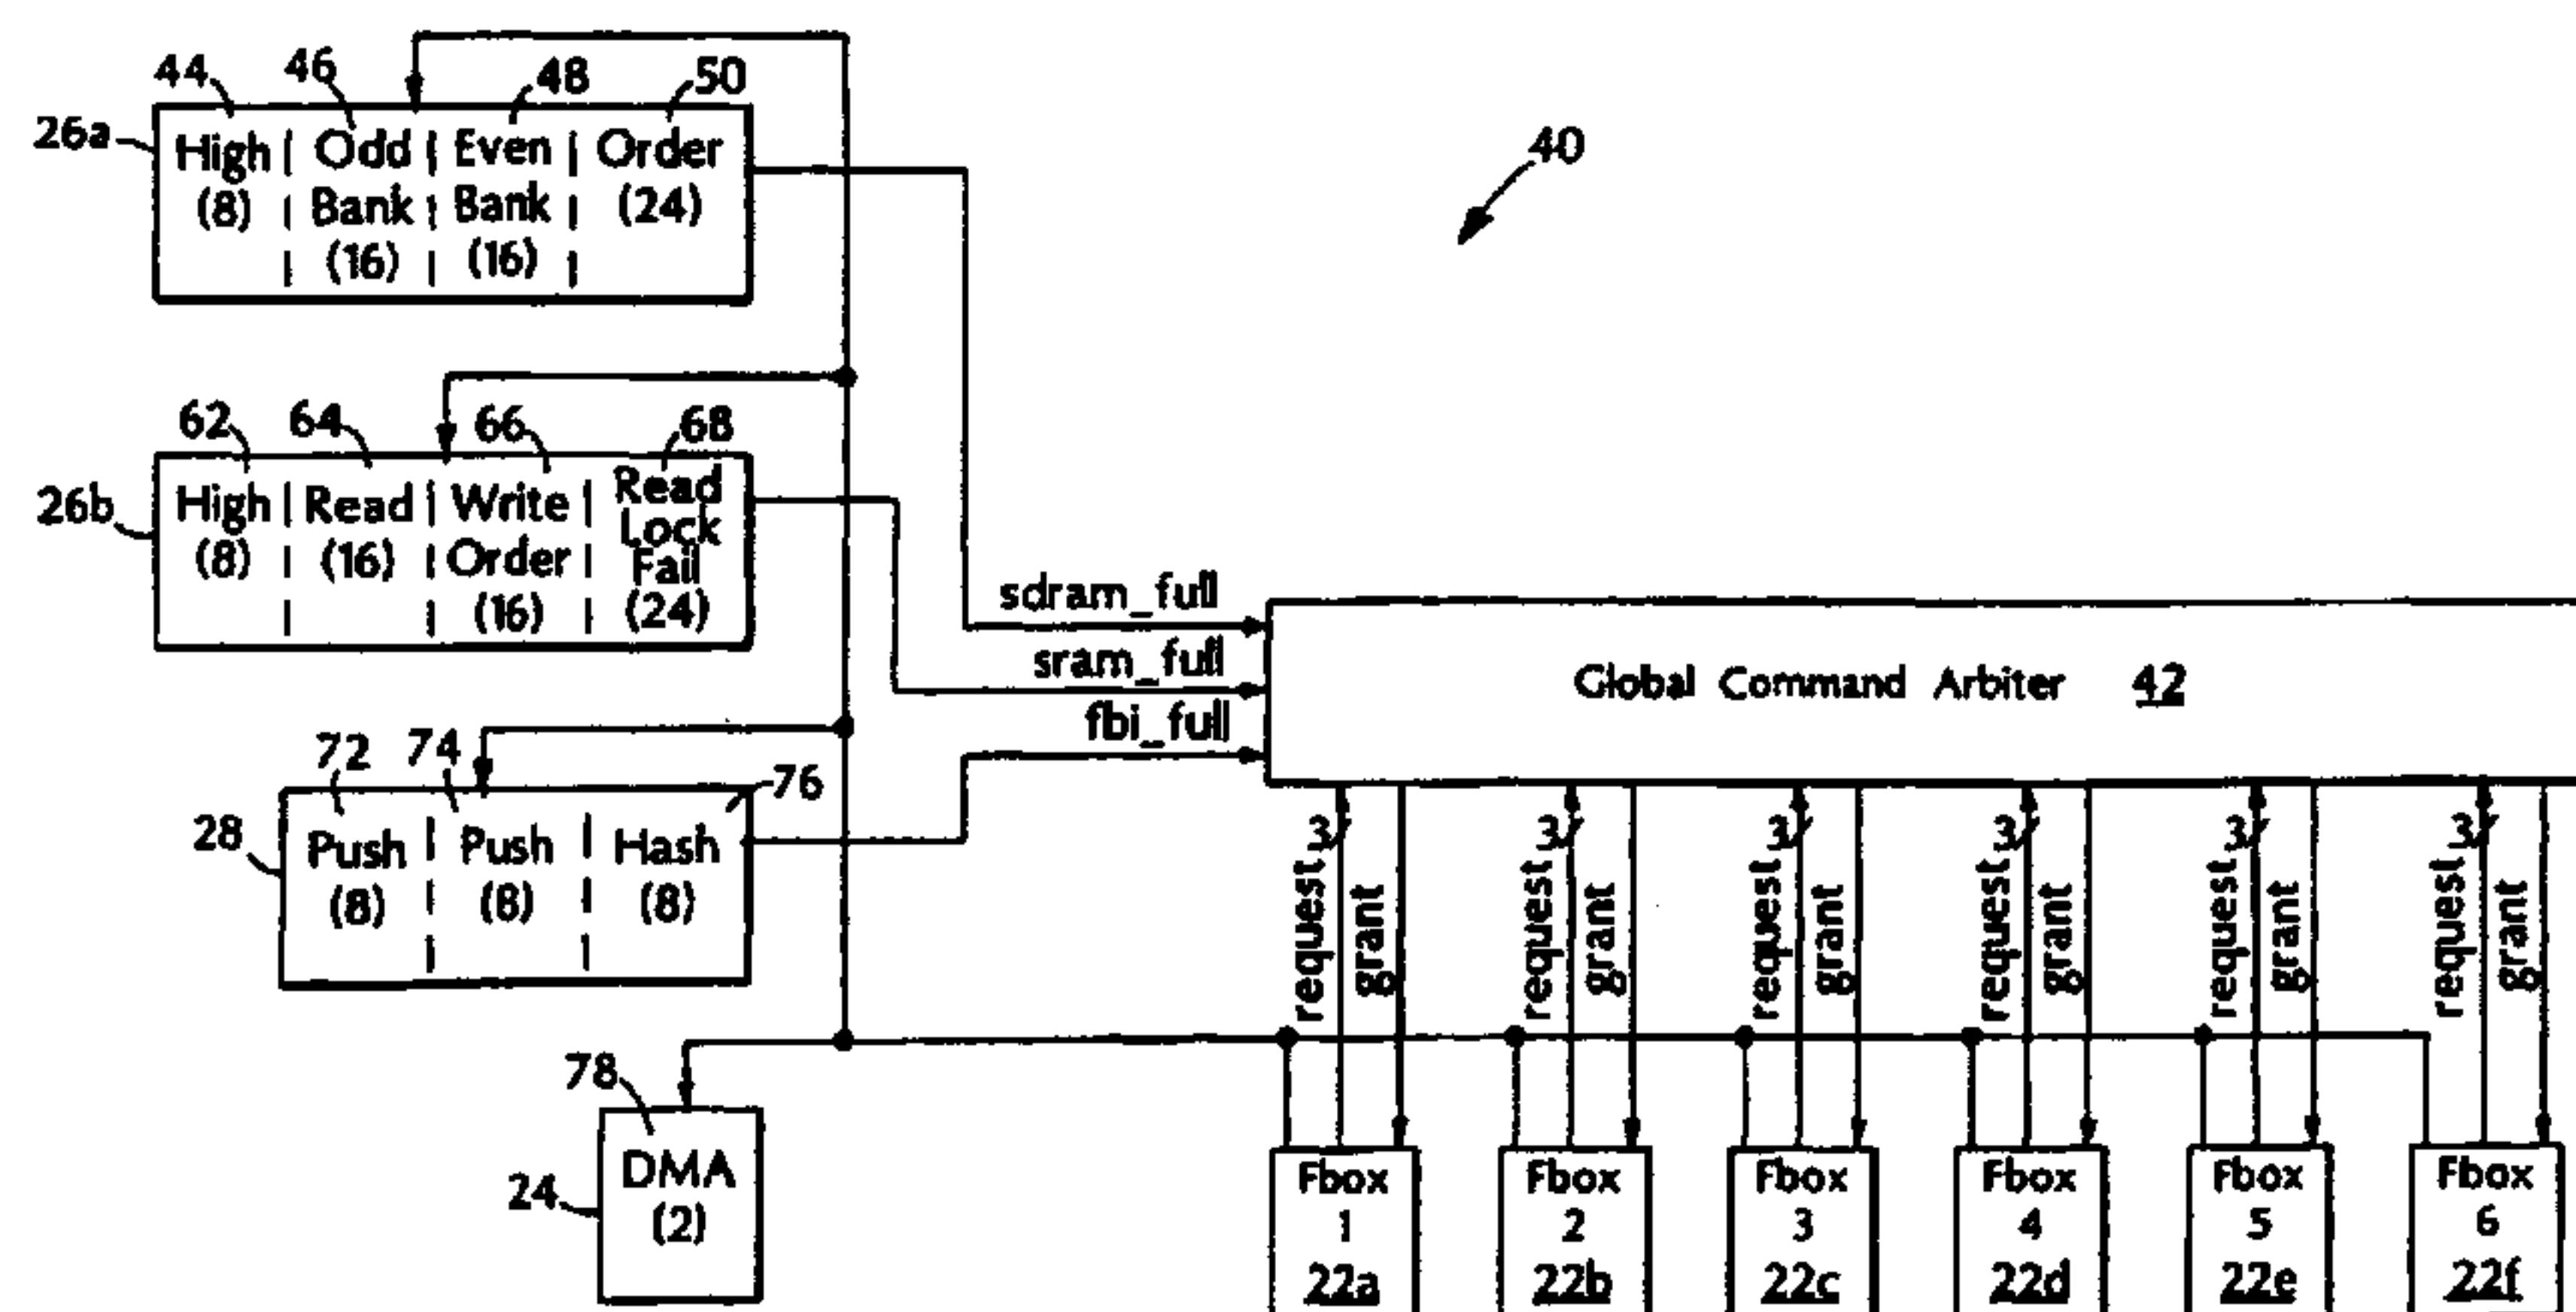 44 46 48 50
26a
High Odd Even Order
(8) Bank Bank (24)
(16) (16)
40
62 64 66 68
26b
High Read Write Read
(8) (16) Order Lock
(16) Fail
(24)
sdram_full
sram_full
fbi_full
Global Command Arbiter 42
72 74 76
28
Push Push Hash
(8) (8) (8)
3 3 3 3 3 3
request grant request grant request grant request grant request grant request grant
78
24
DMA
(2)
Fbox Fbox Fbox Fbox Fbox Fbox
1 2 3 4 5 6
22a 22b 22c 22d 22e 22f